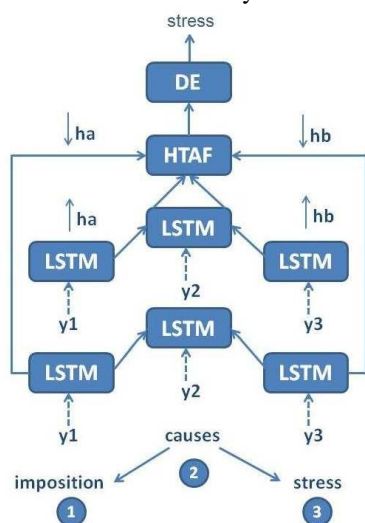 stress
DE
ha
hb
HTAF
ha
LSTM
hb
LSTM
LSTM
y2
y1
y3
LSTM
LSTM
LSTM
y2
y1
y3
causes
2
imposition
stress
1
3